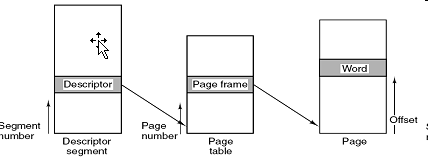 Descriptor
Page frame
Word
Segment
number
Page
number
Offset
Descriptor
segment
Page
table
Page